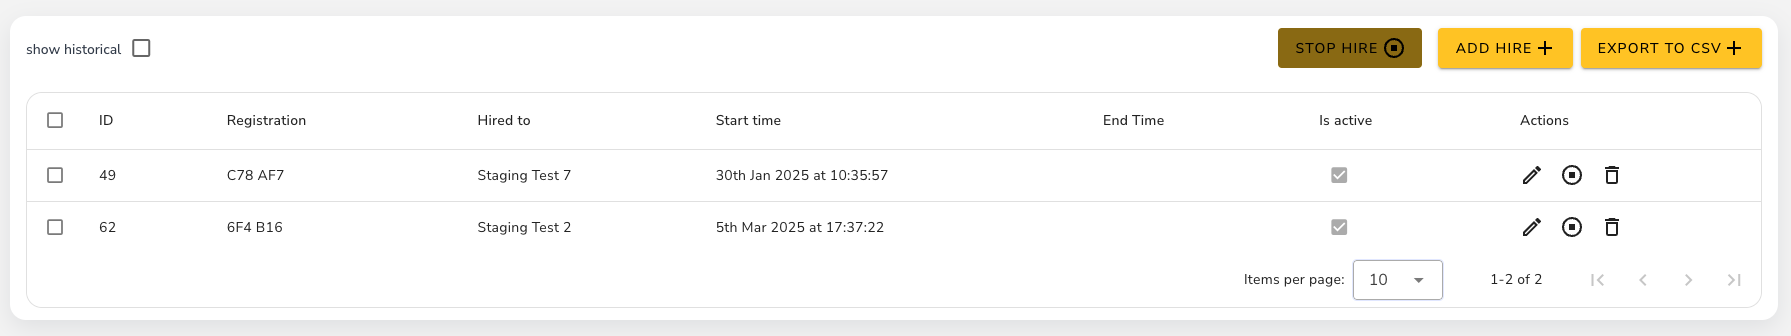 show historical
STOP HIRE
ADD HIRE
EXPORT TO CSV
ID Registration Hired to Start time End Time Is active Actions
49 C78 AF7 Staging Test 7 30th Jan 2025 at 10:35:57
62 6F4 B16 Staging Test 2 5th Mar 2025 at 17:37:22
Items per page: 10 1-2 of 2